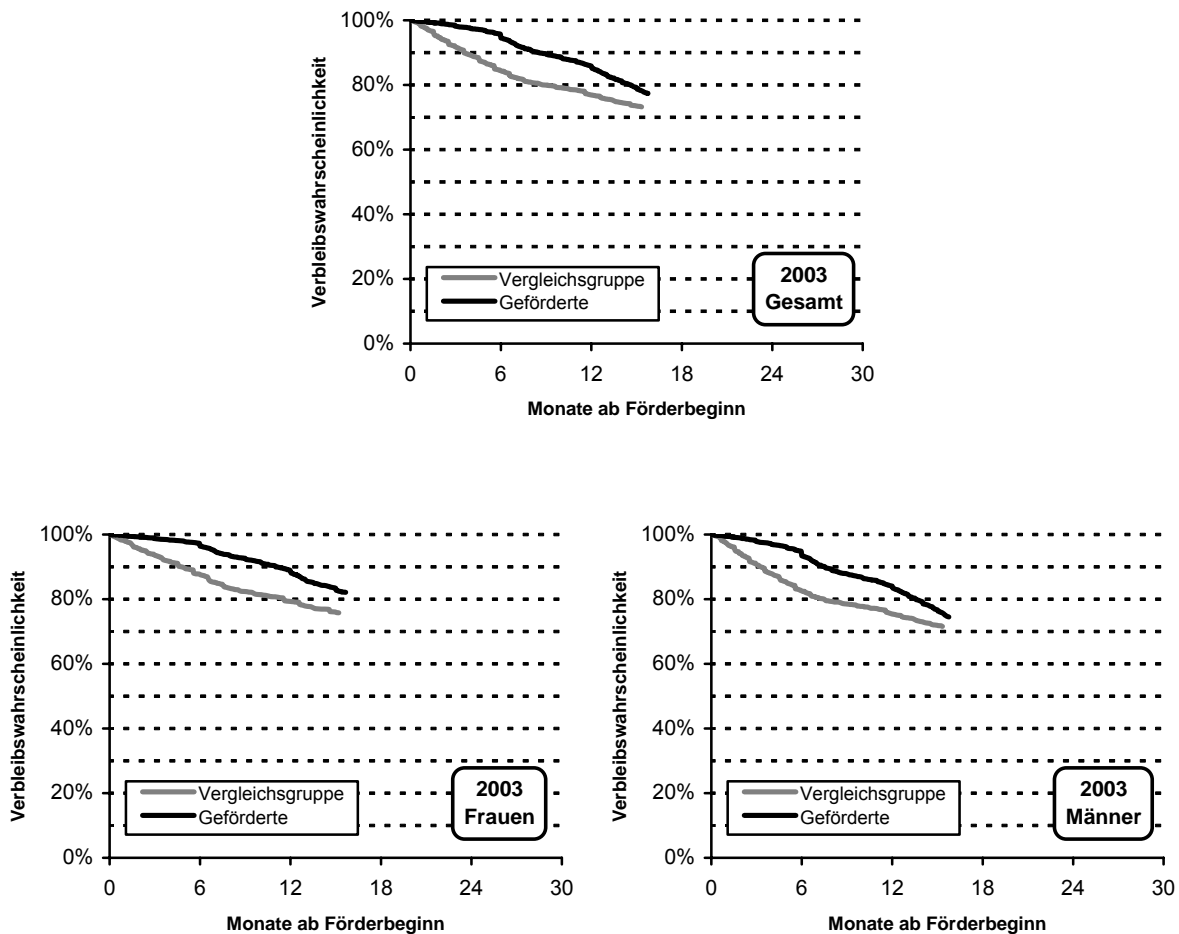 100%
80%
60%
40%
20%
0%
Verbleibswahrscheinlichkeit
Vergleichsgruppe
Geförderte
2003
Gesamt
0 6 12 18 24 30
Monate ab Förderbeginn
100%
80%
60%
40%
20%
0%
Verbleibswahrscheinlichkeit
Vergleichsgruppe
Geförderte
2003
Frauen
0 6 12 18 24 30
Monate ab Förderbeginn
100%
80%
60%
40%
20%
0%
Verbleibswahrscheinlichkeit
Vergleichsgruppe
Geförderte
2003
Männer
0 6 12 18 24 30
Monate ab Förderbeginn